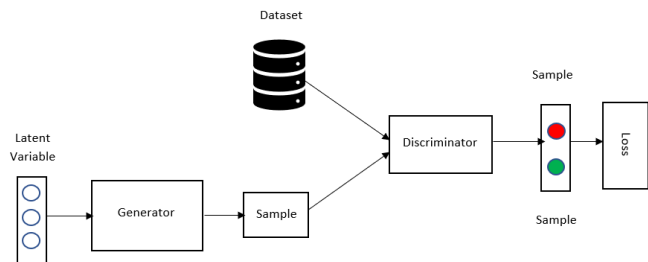 Dataset
Sample
Latent
Variable
Discriminator
Loss
Generator
Sample
Sample